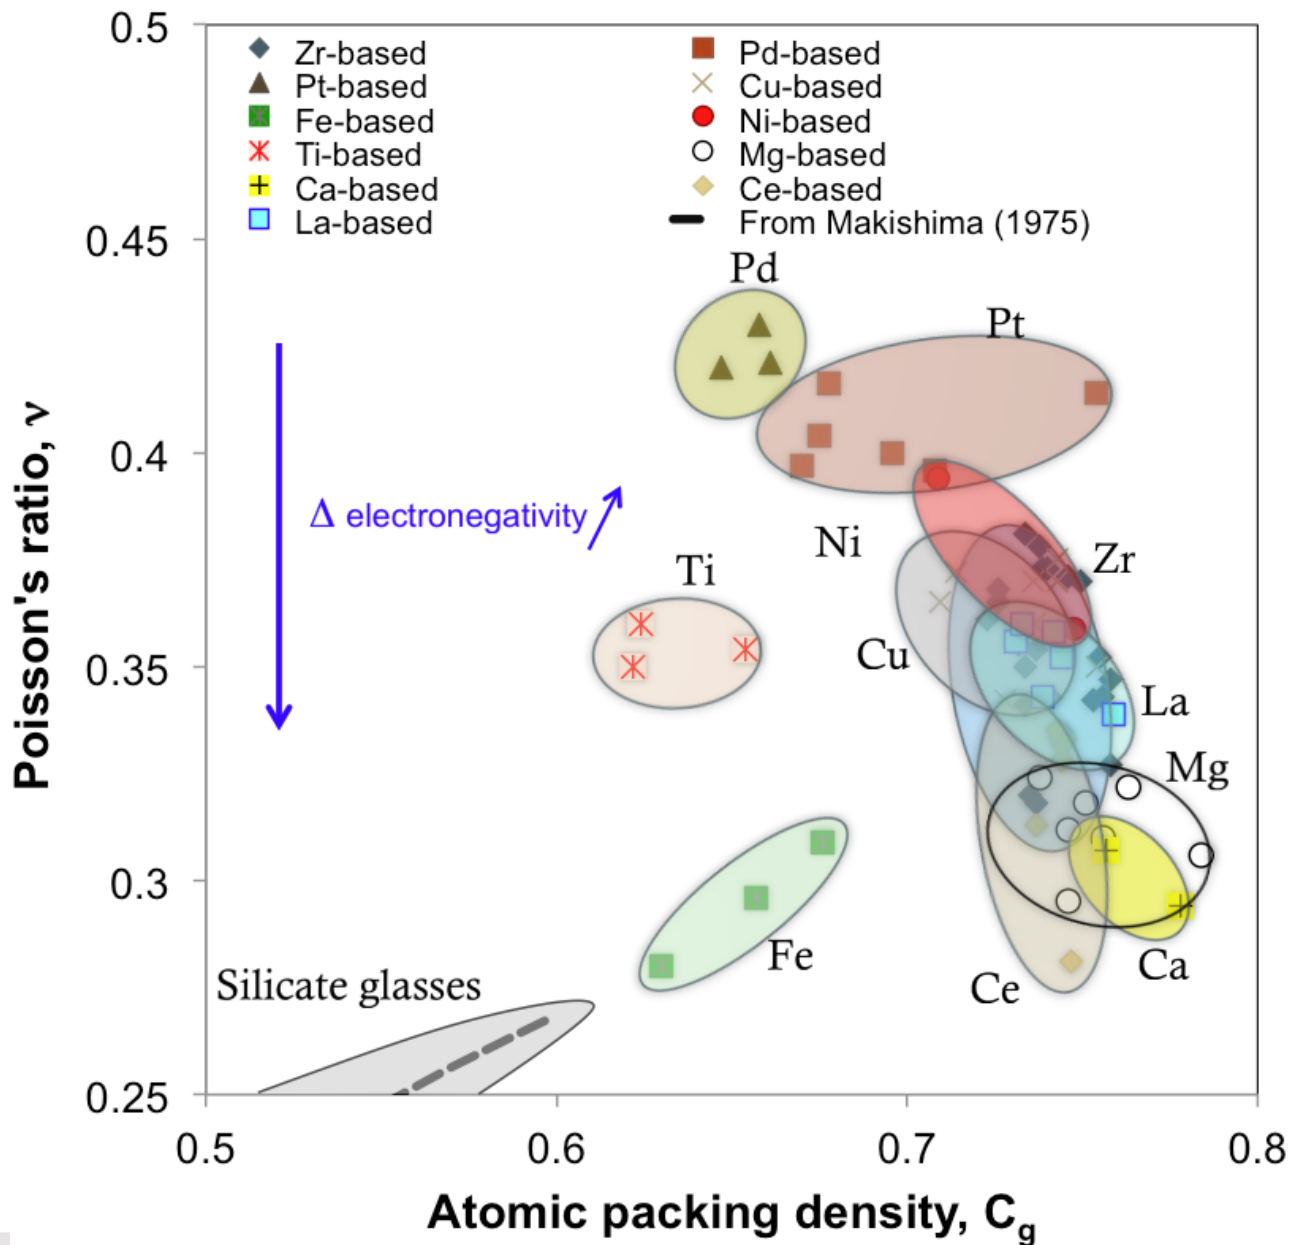 0.5
Zr-based
Pd-based
Pt-based
Cu-based
Fe-based
Ni-based
Ti-based
Mg-based
Ca-based
Ce-based
La-based
From Makishima (1975)
0.45
Pd
Pt
0.4
Δ electronegativity
Ni
Zr
Ti
Cu
0.35
La
Mg
0.3
Fe
Ca
Ce
Silicate glasses
0.25
0.5
0.6
0.7
0.8
Poisson's ratio, ν
Atomic packing density, Cg